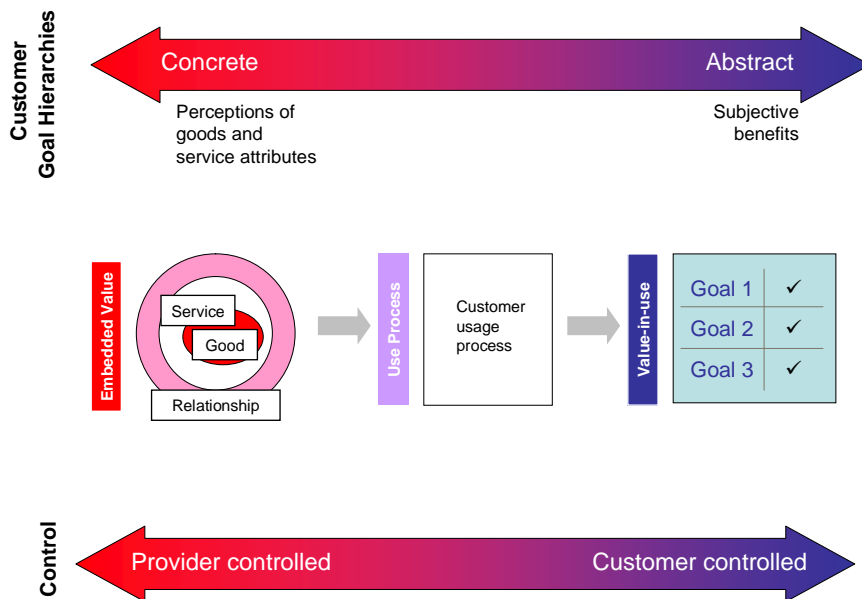 Customer
Goal Hierarchies
Concrete
Abstract
Perceptions of
goods and
service attributes
Subjective
benefits
Embedded Value
Service
Good
Relationship
Use Process
Customer
usage
process
Value-in-use
Goal 1 ✓
Goal 2 ✓
Goal 3 ✓
Control
Provider controlled
Customer controlled